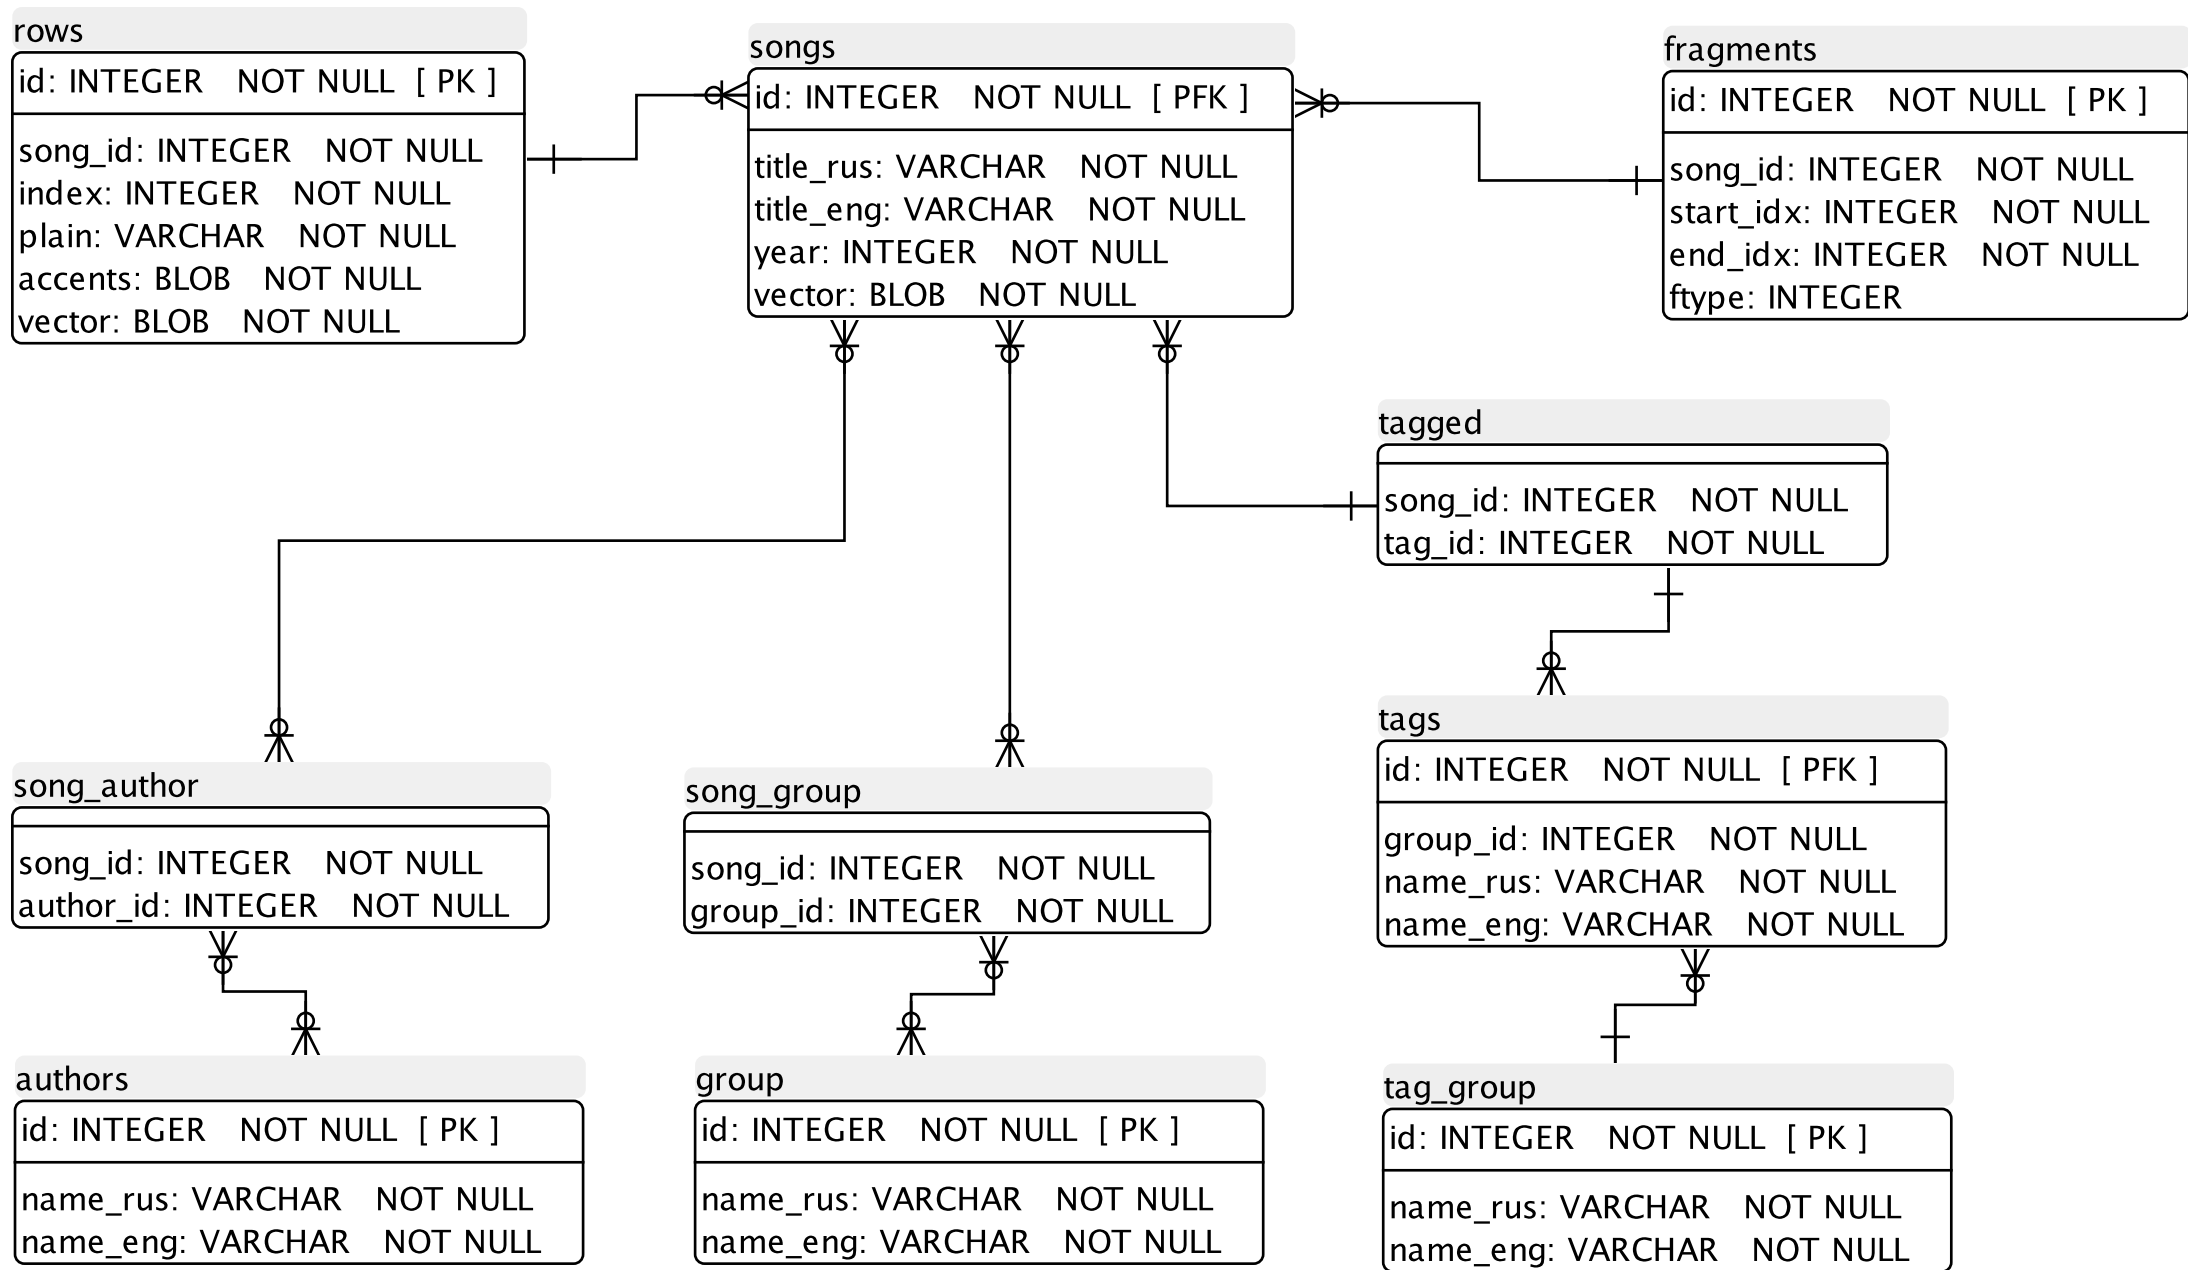 rows
id: INTEGER NOT NULL [ PK ]
song_id: INTEGER NOT NULL
index: INTEGER NOT NULL
plain: VARCHAR NOT NULL
accents: BLOB NOT NULL
vector: BLOB NOT NULL
songs
id: INTEGER NOT NULL [ PFK ]
title_rus: VARCHAR NOT NULL
title_eng: VARCHAR NOT NULL
year: INTEGER NOT NULL
vector: BLOB NOT NULL
fragments
id: INTEGER NOT NULL [ PK ]
song_id: INTEGER NOT NULL
start_idx: INTEGER NOT NULL
end_idx: INTEGER NOT NULL
ftype: INTEGER
tagged
song_id: INTEGER NOT NULL
tag_id: INTEGER NOT NULL
song_author
song_id: INTEGER NOT NULL
author_id: INTEGER NOT NULL
song_group
song_id: INTEGER NOT NULL
group_id: INTEGER NOT NULL
tags
id: INTEGER NOT NULL [ PFK ]
group_id: INTEGER NOT NULL
name_rus: VARCHAR NOT NULL
name_eng: VARCHAR NOT NULL
authors
id: INTEGER NOT NULL [ PK ]
name_rus: VARCHAR NOT NULL
name_eng: VARCHAR NOT NULL
group
id: INTEGER NOT NULL [ PK ]
name_rus: VARCHAR NOT NULL
name_eng: VARCHAR NOT NULL
tag_group
id: INTEGER NOT NULL [ PK ]
name_rus: VARCHAR NOT NULL
name_eng: VARCHAR NOT NULL